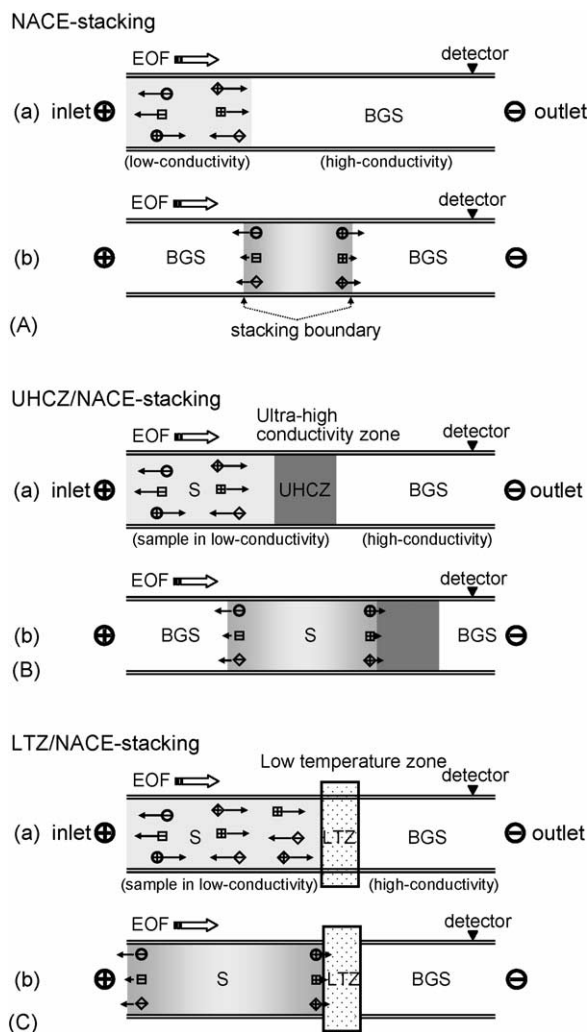 NACE-stacking
EOF detector
(a) inlet ⊕ BGS ⊖ outlet
(low-conductivity) (high-conductivity)
EOF detector
(b) ⊕ BGS BGS ⊖
(A)
stacking boundary
UHCZ/NACE-stacking
Ultra-high
conductivity zone
EOF detector
(a) inlet ⊕ S UHCZ BGS ⊖ outlet
(sample in low-conductivity) (high-conductivity)
EOF detector
(b) ⊕ BGS S BGS ⊖
(B)
LTZ/NACE-stacking
Low temperature zone
EOF detector
(a) inlet ⊕ S LTZ BGS ⊖ outlet
(sample in low-conductivity) (high-conductivity)
EOF detector
(b) ⊕ S LTZ BGS ⊖
(C)